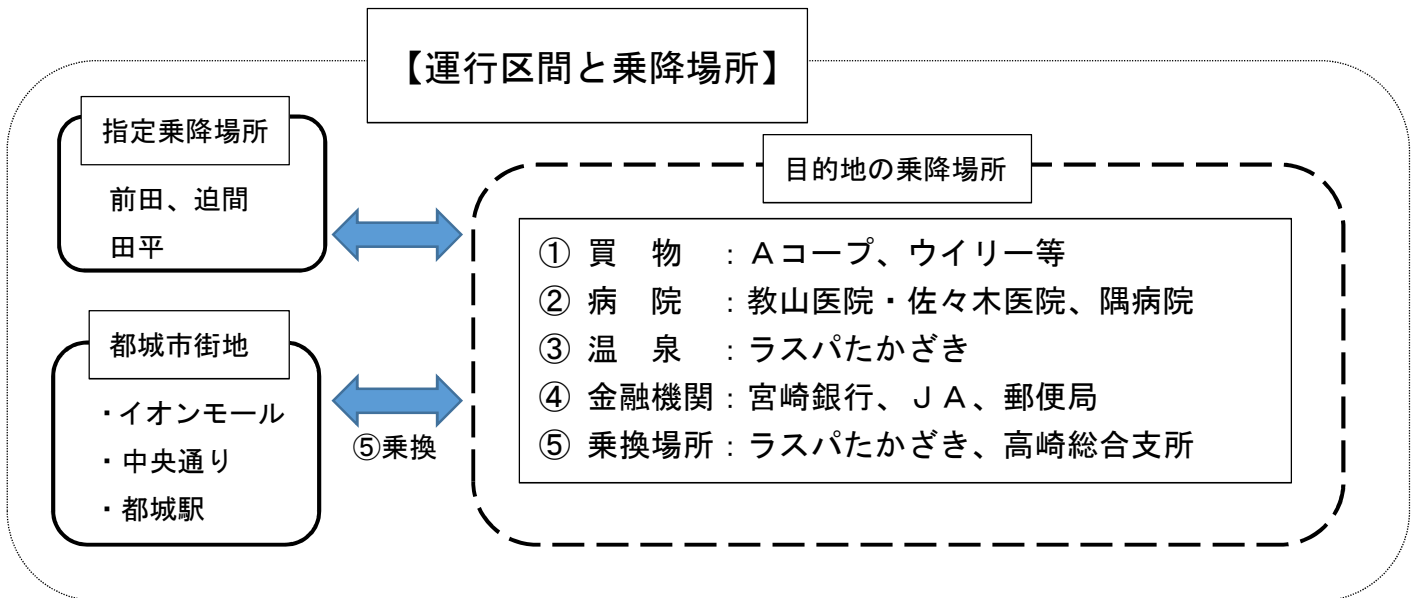 【運行区間と乗降場所】
指定乗降場所
前田、迫間
田平
目的地の乗降場所
① 買　物　：Ａコープ、ウイリー等
② 病　院　：教山医院・佐々木医院、隅病院
③ 温　泉　：ラスパたかざき
④ 金融機関：宮崎銀行、ＪＡ、郵便局
⑤ 乗換場所：ラスパたかざき、高崎総合支所
都城市街地
・イオンモール
・中央通り
・都城駅
⑤乗換